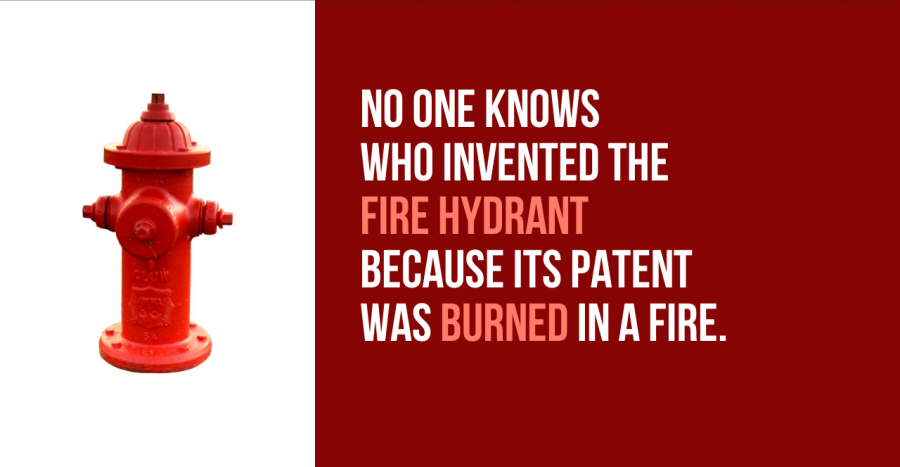 NO ONE KNOWS
WHO INVENTED THE
FIRE HYDRANT
BECAUSE ITS PATENT
WAS BURNED IN A FIRE.